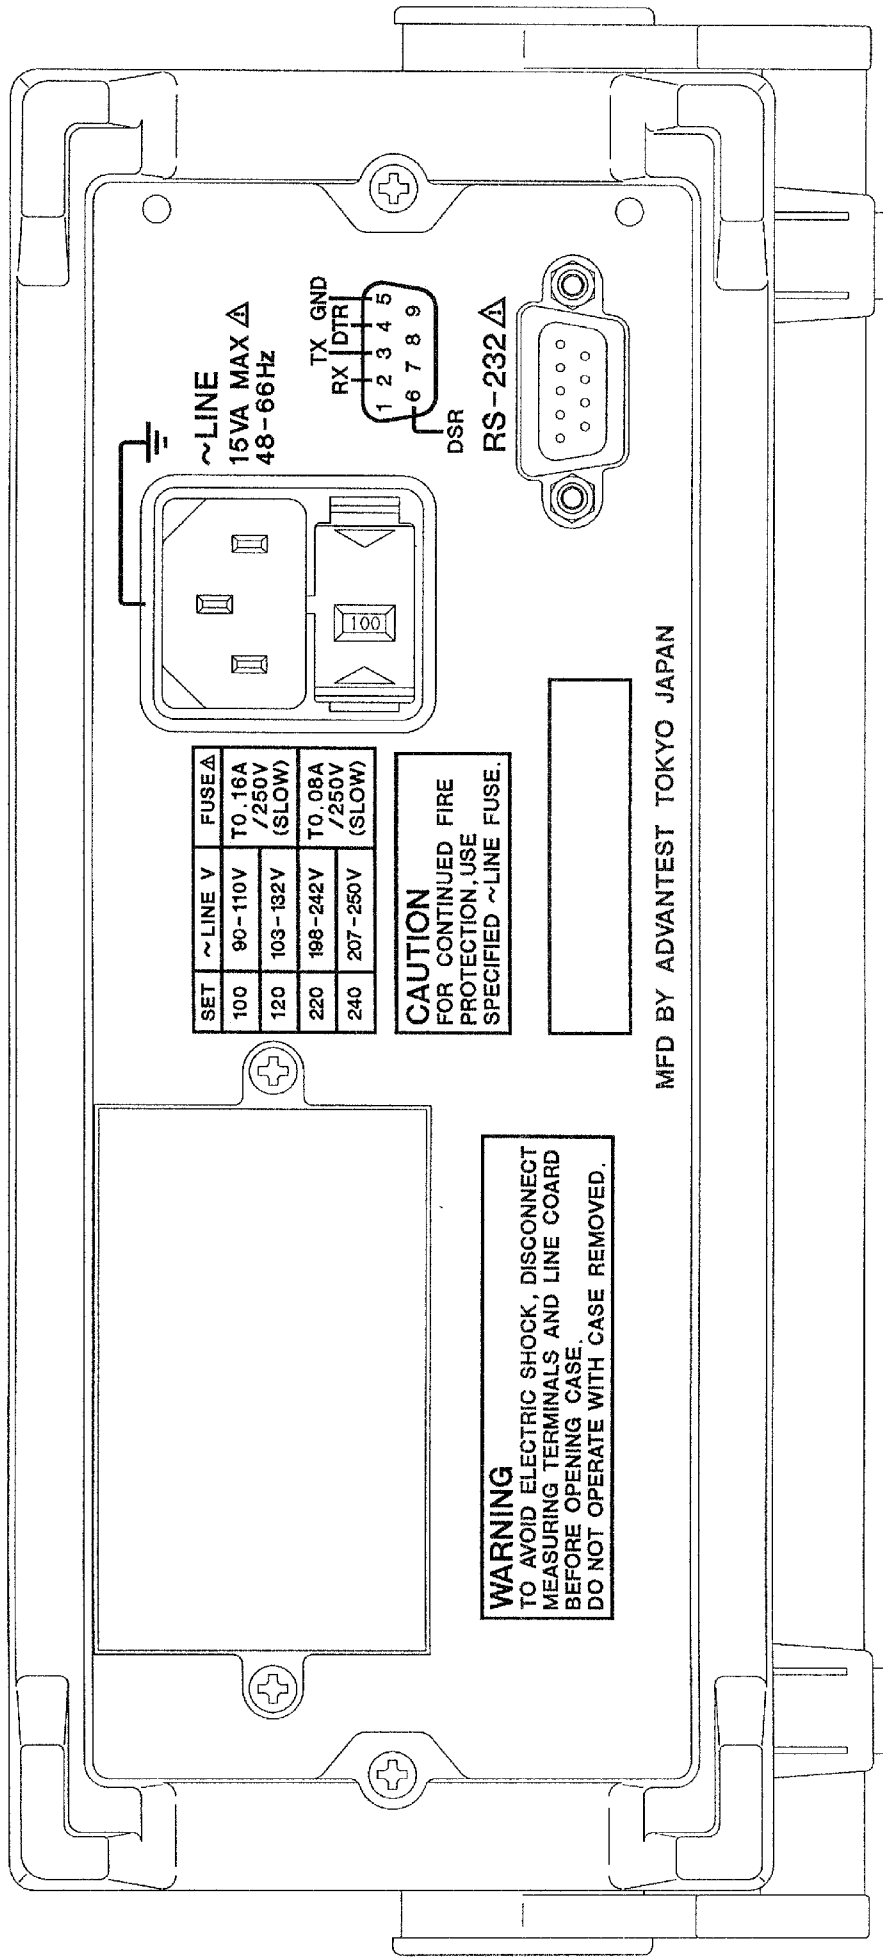 SET ~LINE V FUSE⚠
100 90-110V T0.16A
/250V
120 103-132V (SLOW)
220 198-242V T0.08A
/250V
240 207-250V (SLOW)
~LINE
15VA MAX ⚠
48-66Hz
100
RX TX DTR GND
1 2 3 4 5
6 7 8 9
DSR
RS-232⚠
CAUTION
FOR CONTINUED FIRE
PROTECTION, USE
SPECIFIED ~LINE FUSE.
WARNING
TO AVOID ELECTRIC SHOCK, DISCONNECT
MEASURING TERMINALS AND LINE COARD
BEFORE OPENING CASE.
DO NOT OPERATE WITH CASE REMOVED.
MFD BY ADVANTEST TOKYO JAPAN